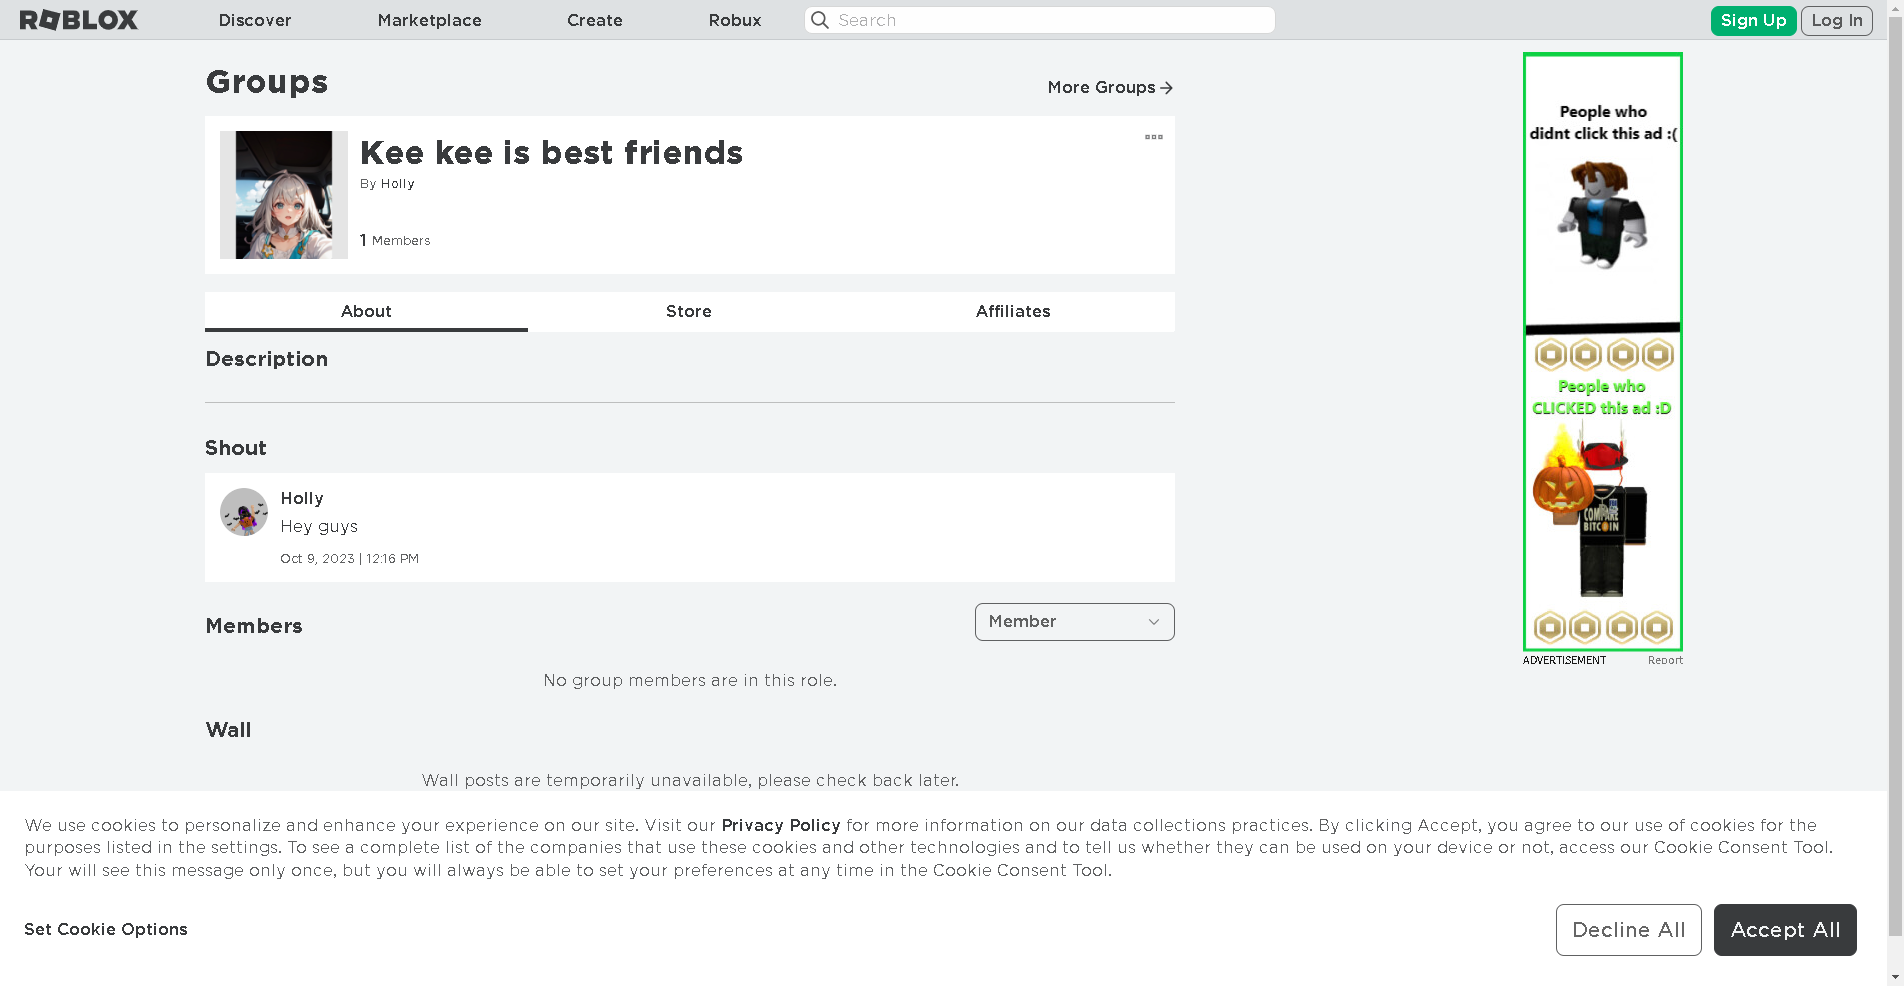 ROBLOX
Discover
Marketplace
Create
Robux
Search
Sign Up
Log In
Groups
More Groups
Kee kee is best friends
By Holly
1 Members
About
Store
Affiliates
Description
Shout
Holly
Hey guys
Oct 9, 2023 | 12:16 PM
Members
Member
No group members are in this role.
Wall
Wall posts are temporarily unavailable, please check back later.
People who
didnt click this ad :(
People who
CLICKED this ad :D
COMPARE
BITCOIN
ADVERTISEMENT
Report
We use cookies to personalize and enhance your experience on our site. Visit our Privacy Policy for more information on our data collections practices. By clicking Accept, you agree to our use of cookies for the
purposes listed in the settings. To see a complete list of the companies that use these cookies and other technologies and to tell us whether they can be used on your device or not, access our Cookie Consent Tool.
Your will see this message only once, but you will always be able to set your preferences at any time in the Cookie Consent Tool.
Set Cookie Options
Decline All
Accept All